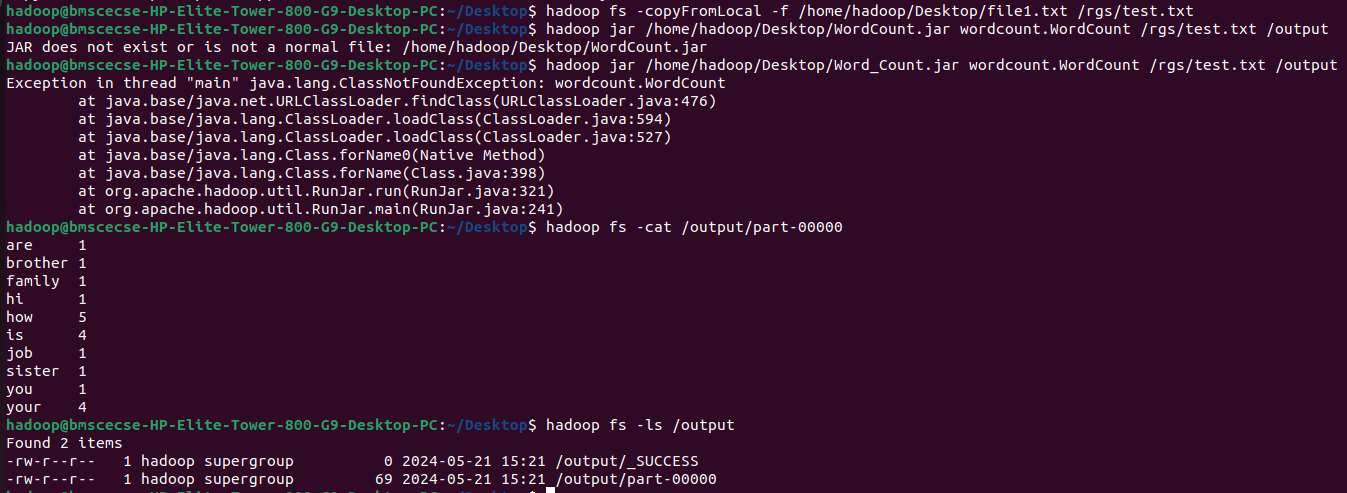 hadoop@bmscecse-HP-Elite-Tower-800-G9-Desktop-PC:~/Desktop$ hadoop fs -copyFromLocal -f /home/hadoop/Desktop/file1.txt /rgs/test.txt
hadoop@bmscecse-HP-Elite-Tower-800-G9-Desktop-PC:~/Desktop$ hadoop jar /home/hadoop/Desktop/WordCount.jar wordcount.WordCount /rgs/test.txt /output
JAR does not exist or is not a normal file: /home/hadoop/Desktop/WordCount.jar
hadoop@bmscecse-HP-Elite-Tower-800-G9-Desktop-PC:~/Desktop$ hadoop jar /home/hadoop/Desktop/Word_Count.jar wordcount.WordCount /rgs/test.txt /output
Exception in thread "main" java.lang.ClassNotFoundException: wordcount.WordCount
        at java.base/java.net.URLClassLoader.findClass(URLClassLoader.java:476)
        at java.base/java.lang.ClassLoader.loadClass(ClassLoader.java:594)
        at java.base/java.lang.ClassLoader.loadClass(ClassLoader.java:527)
        at java.base/java.lang.Class.forName0(Native Method)
        at java.base/java.lang.Class.forName(Class.java:398)
        at org.apache.hadoop.util.RunJar.run(RunJar.java:321)
        at org.apache.hadoop.util.RunJar.main(RunJar.java:241)
hadoop@bmscecse-HP-Elite-Tower-800-G9-Desktop-PC:~/Desktop$ hadoop fs -cat /output/part-00000
are     1
brother 1
family  1
hi      1
how     5
is      4
job     1
sister  1
you     1
your    4
hadoop@bmscecse-HP-Elite-Tower-800-G9-Desktop-PC:~/Desktop$ hadoop fs -ls /output
Found 2 items
-rw-r--r--   1 hadoop supergroup          0 2024-05-21 15:21 /output/_SUCCESS
-rw-r--r--   1 hadoop supergroup         69 2024-05-21 15:21 /output/part-00000